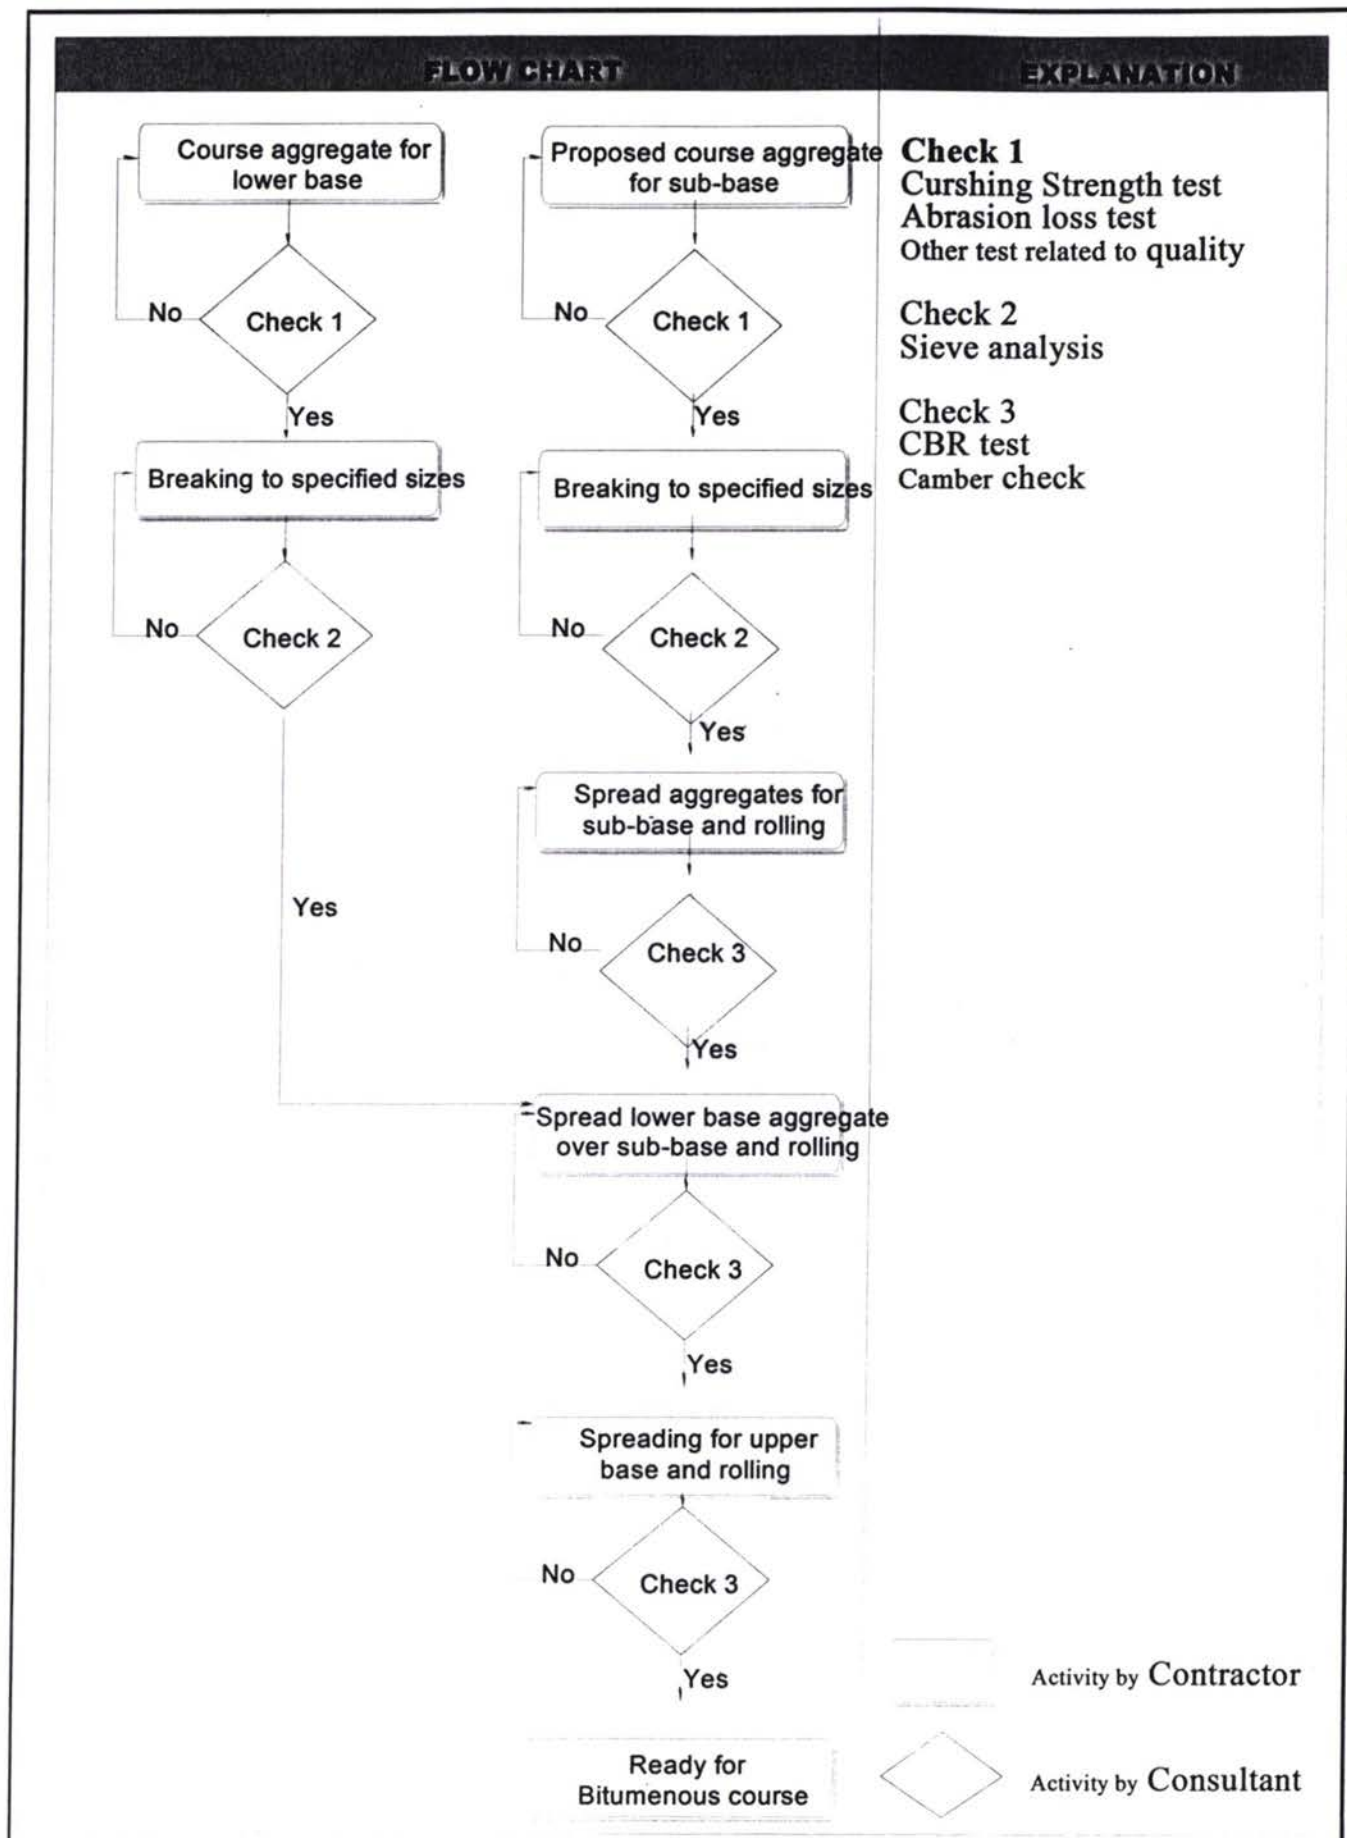 FLOW CHART
EXPLANATION
Course aggregate for
lower base
No
Check 1
Yes
Breaking to specified sizes
No
Check 2
Yes
Proposed course aggregate
for sub-base
No
Check 1
Yes
Breaking to specified sizes
No
Check 2
Yes
Spread aggregates for
sub-base and rolling
No
Check 3
Yes
Spread lower base aggregate
over sub-base and rolling
No
Check 3
Yes
Spreading for upper
base and rolling
No
Check 3
Yes
Ready for
Bitumenous course
Check 1
Curshing Strength test
Abrasion loss test
Other test related to quality
Check 2
Sieve analysis
Check 3
CBR test
Camber check
Activity by Contractor
Activity by Consultant